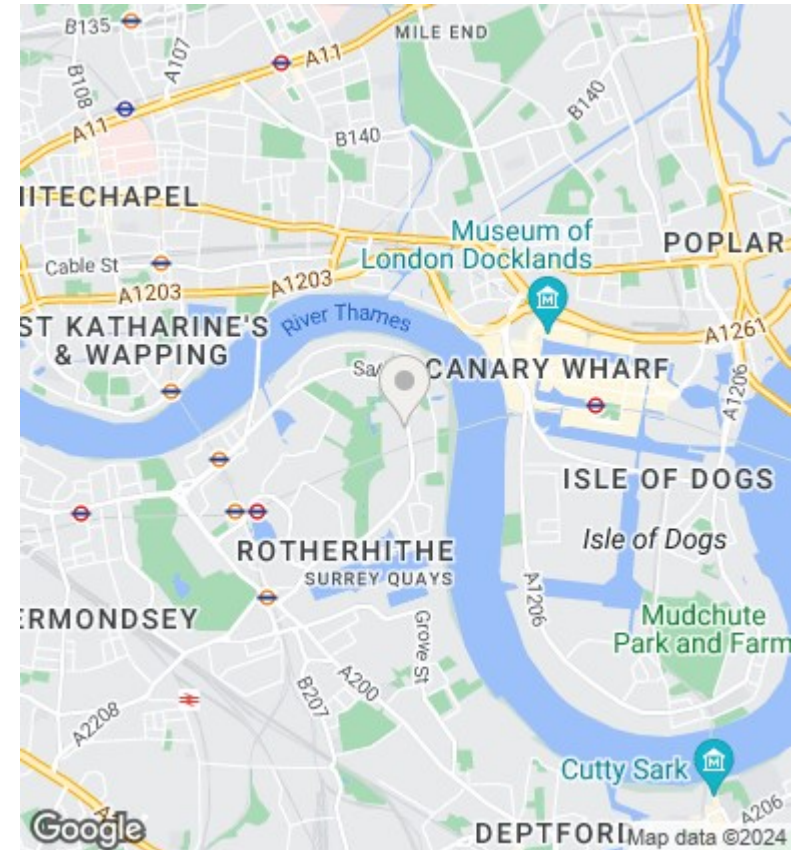 B135
A107
MILE END
A11
B108
B140
A11
B140
IITECHAPEL
Museum of
London Docklands
POPLAR
Cable St
A1203
A1203
River Thames
A1261
ST KATHARINE'S
& WAPPING
CANARY WHARF
A1206
ISLE OF DOGS
Isle of Dogs
ROTHERHITHE
SURREY QUAYS
A1206
ERMONDSEY
Grove St
Mudchute
Park and Farm
A200
B207
A2208
Cutty Sark
A206
Google
DEPTFORD
Map data ©2024